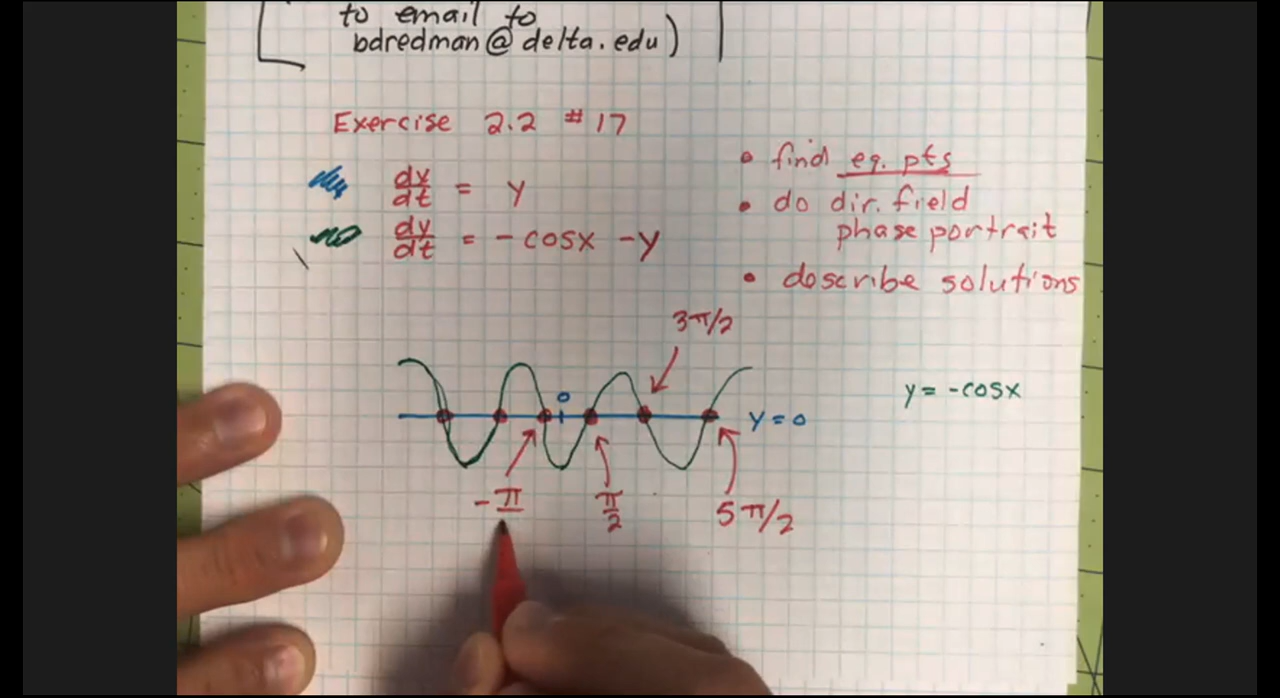 to email to
bdredman@delta.edu)
Exercise 2.2 #17
dx/dt = y
dy/dt = -cosx -y
• find eq. pts
• do dir. field
phase portrait
• describe solutions
3π/2
0
y = 0
y = -cosx
-π
π/2
5π/2